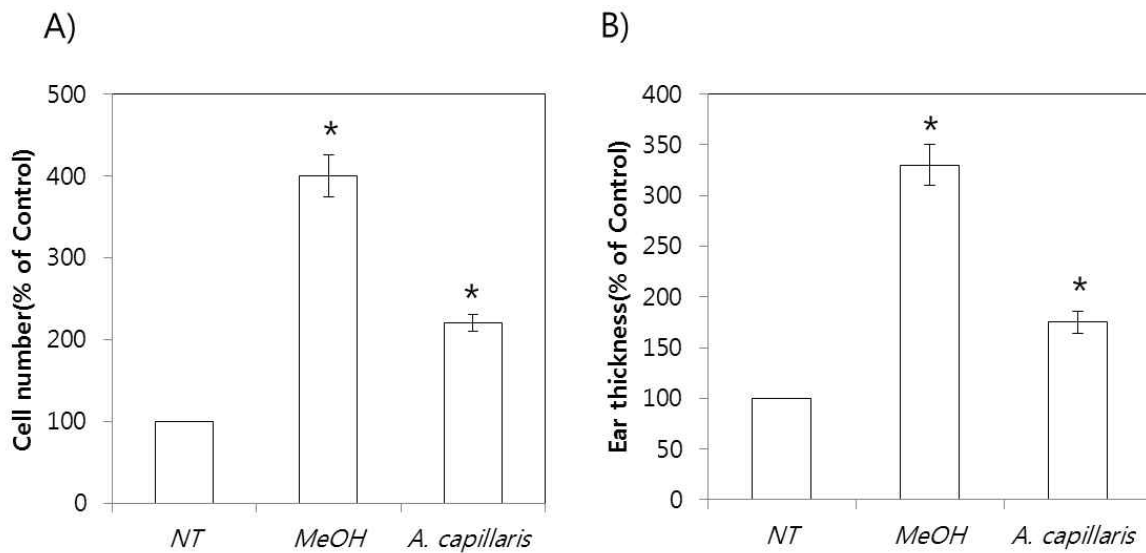 A)
Cell number(% of Control)
500
400
300
200
100
0
*
*
NT
MeOH
A. capillaris
B)
Ear thickness(% of Control)
400
350
300
250
200
150
100
50
0
*
*
NT
MeOH
A. capillaris